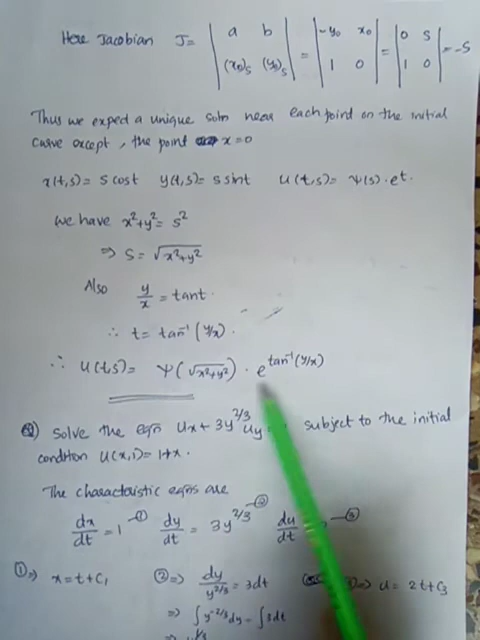 Here Jacobian J= | a b | = | -y₀ x₀ | = | 0 s | = -s
| (x₀)ₛ (y₀)ₛ | | 1 0 | | 1 0 |
Thus we exped a unique soln near each point on the initial
curve except, the point x=0
x(t,s)= s cost y(t,s)= s sint u(t,s)= Ψ(s)·eᵗ.
we have x²+y²= s²
⇒ s= √x²+y²
Also y/x = tant.
∴ t= tan⁻¹(y/x).
∴ u(t,s)= Ψ(√x²+y²) · e^tan⁻¹(y/x)
Q) Solve the eqn ux + 3y^2/3 uy subject to the initial
condition u(x,1)= 1+x.
The characteristic eqns are
dx/dt = 1 -① dy/dt = 3y^2/3 -② du/dt -③
①⇒ x=t+C₁ ②⇒ dy/y^2/3 = 3dt ⇒ u= 2t+C₃
⇒ ∫ y^-2/3 dy = ∫3dt